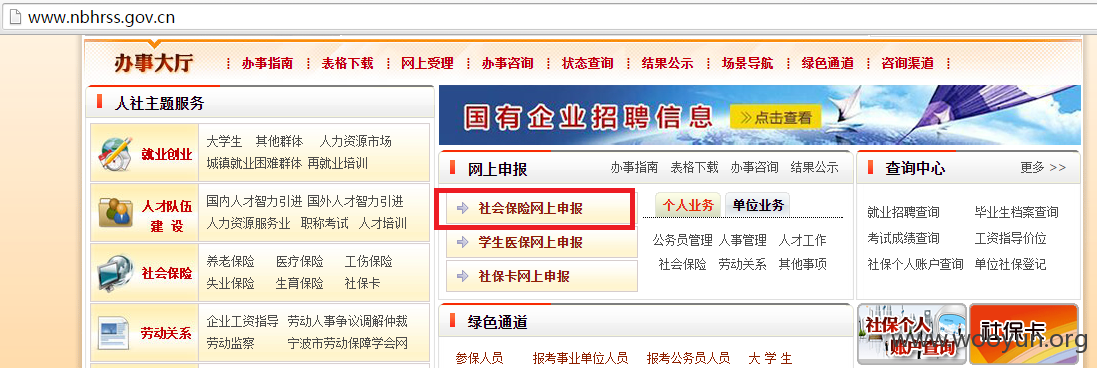 www.nbhrss.gov.cn
办事大厅 办事指南 表格下载 网上受理 办事咨询 状态查询 结果公示 场景导航 绿色通道 咨询渠道
人社主题服务
就业创业
大学生 其他群体 人力资源市场
城镇就业困难群体 再就业培训
人才队伍
建 设
国内人才智力引进 国外人才智力引进
人力资源服务业 职称考试 人才培训
社会保险
养老保险 医疗保险 工伤保险
失业保险 生育保险 社保卡
劳动关系
企业工资指导 劳动人事争议调解仲裁
劳动监察 宁波市劳动保障学会网
国有企业招聘信息 >>点击查看
网上申报 办事指南 表格下载 办事咨询 结果公示
社会保险网上申报
学生医保网上申报
社保卡网上申报
个人业务 单位业务
公务员管理 人事管理 人才工作
社会保险 劳动关系 其他事项
绿色通道
参保人员 报考事业单位人员 报考公务员人员 大 学 生
查询中心 更多 >>
就业招聘查询 毕业生档案查询
考试成绩查询 工资指导价位
社保个人账户查询 单位社保登记
社保个人
账户查询
社保卡
www.wooyun.org